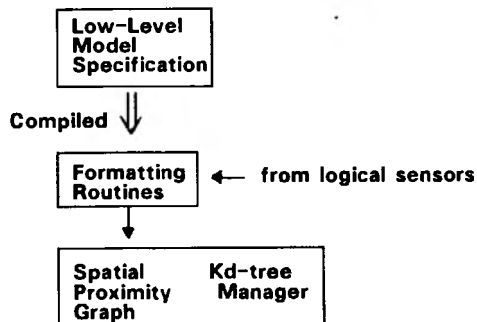 Low-Level
Model
Specification
Compiled
Formatting
Routines
from logical sensors
Spatial Kd-tree
Proximity Manager
Graph